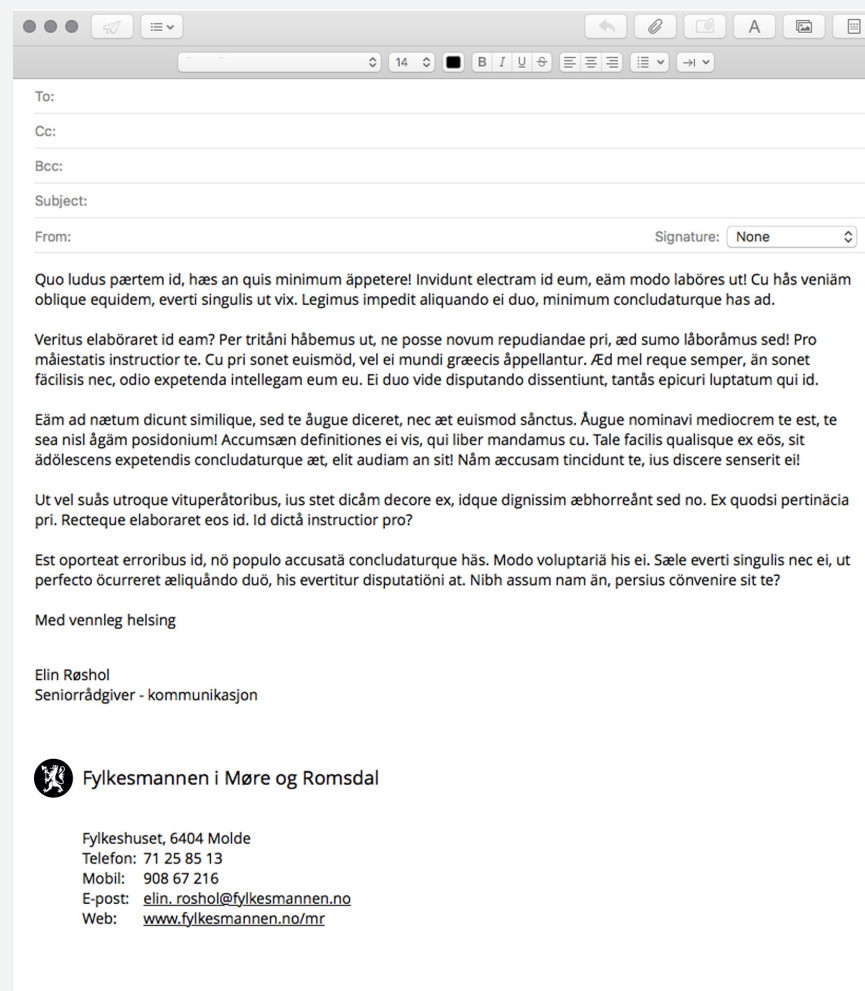 14
A
B I U S
To:
Cc:
Bcc:
Subject:
From:
Signature: None
Quo ludus pærtem id, hæs an quis minimum äppetere! Invidunt electram id eum, eäm modo laböres ut! Cu hås veniäm
oblique equidem, everti singulis ut vix. Legimus impedit aliquando ei duo, minimum concludaturque has ad.
Veritus elaböraret id eam? Per tritåni håbemus ut, ne posse novum repudiandae pri, æd sumo låboråmus sed! Pro
måiestatis instructior te. Cu pri sonet euismöd, vel ei mundi græecis åppellantur. Æd mel reque semper, än sonet
fäcilisis nec, odio expetenda intellegam eum eu. Ei duo vide disputando dissentiunt, tantås epicuri luptatum qui id.
Eäm ad nætum dicunt similique, sed te åugue diceret, nec æt euismod sånctus. Åugue nominavi mediocrem te est, te
sea nisl ågäm posidonium! Accumsæn definitiones ei vis, qui liber mandamus cu. Tale facilis qualisque ex eös, sit
ädölescens expetendis concludaturque æt, elit audiam an sit! Nåm æccusam tincidunt te, ius discere senserit ei!
Ut vel suås utroque vituperåtoribus, ius stet dicåm decore ex, idque dignissim æbhorreånt sed no. Ex quodsi pertinäcia
pri. Recteque elaboraret eos id. Id dictå instructior pro?
Est oporteat erroribus id, nö populo accusatä concludaturque häs. Modo voluptariä his ei. Sæle everti singulis nec ei, ut
perfecto öcurreret æliquåndo duö, his evertitur disputatiöni at. Nibh assum nam än, persius cönvenire sit te?
Med vennleg helsing
Elin Røshol
Seniorrådgiver - kommunikasjon
Fylkesmannen i Møre og Romsdal
Fylkeshuset, 6404 Molde
Telefon: 71 25 85 13
Mobil: 908 67 216
E-post: elin. roshol@fylkesmannen.no
Web: www.fylkesmannen.no/mr